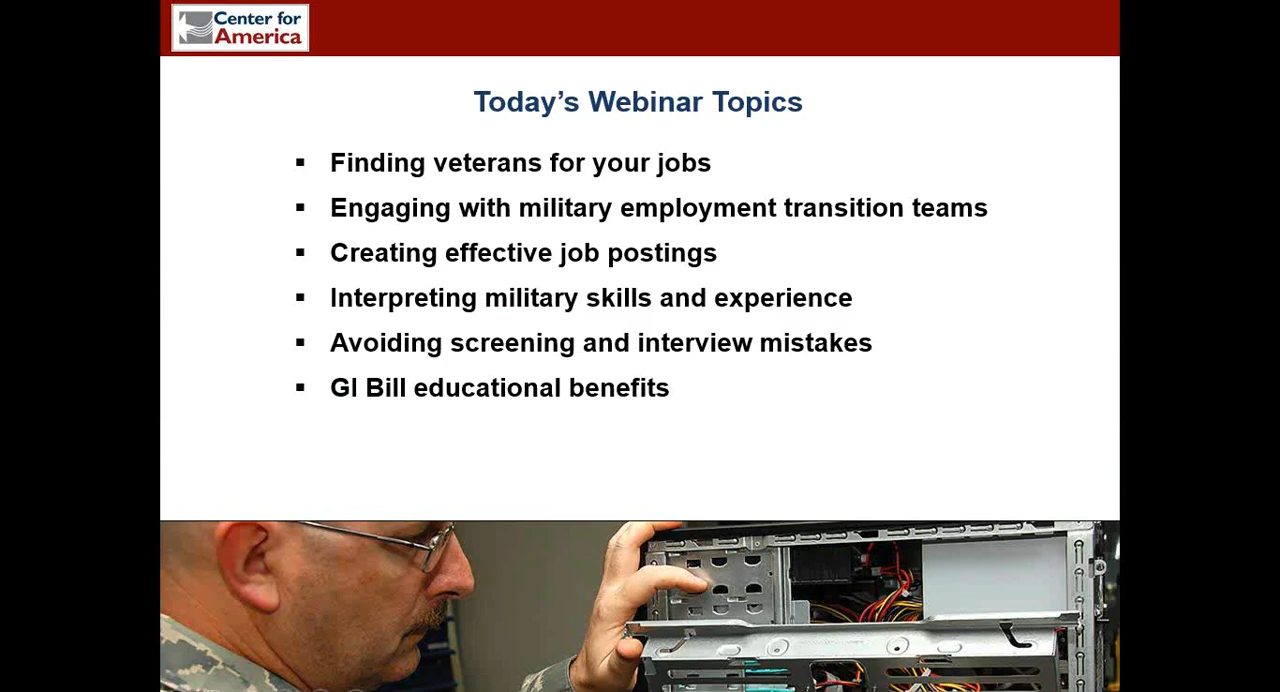 Center for
America
Today’s Webinar Topics
▪ Finding veterans for your jobs
▪ Engaging with military employment transition teams
▪ Creating effective job postings
▪ Interpreting military skills and experience
▪ Avoiding screening and interview mistakes
▪ GI Bill educational benefits